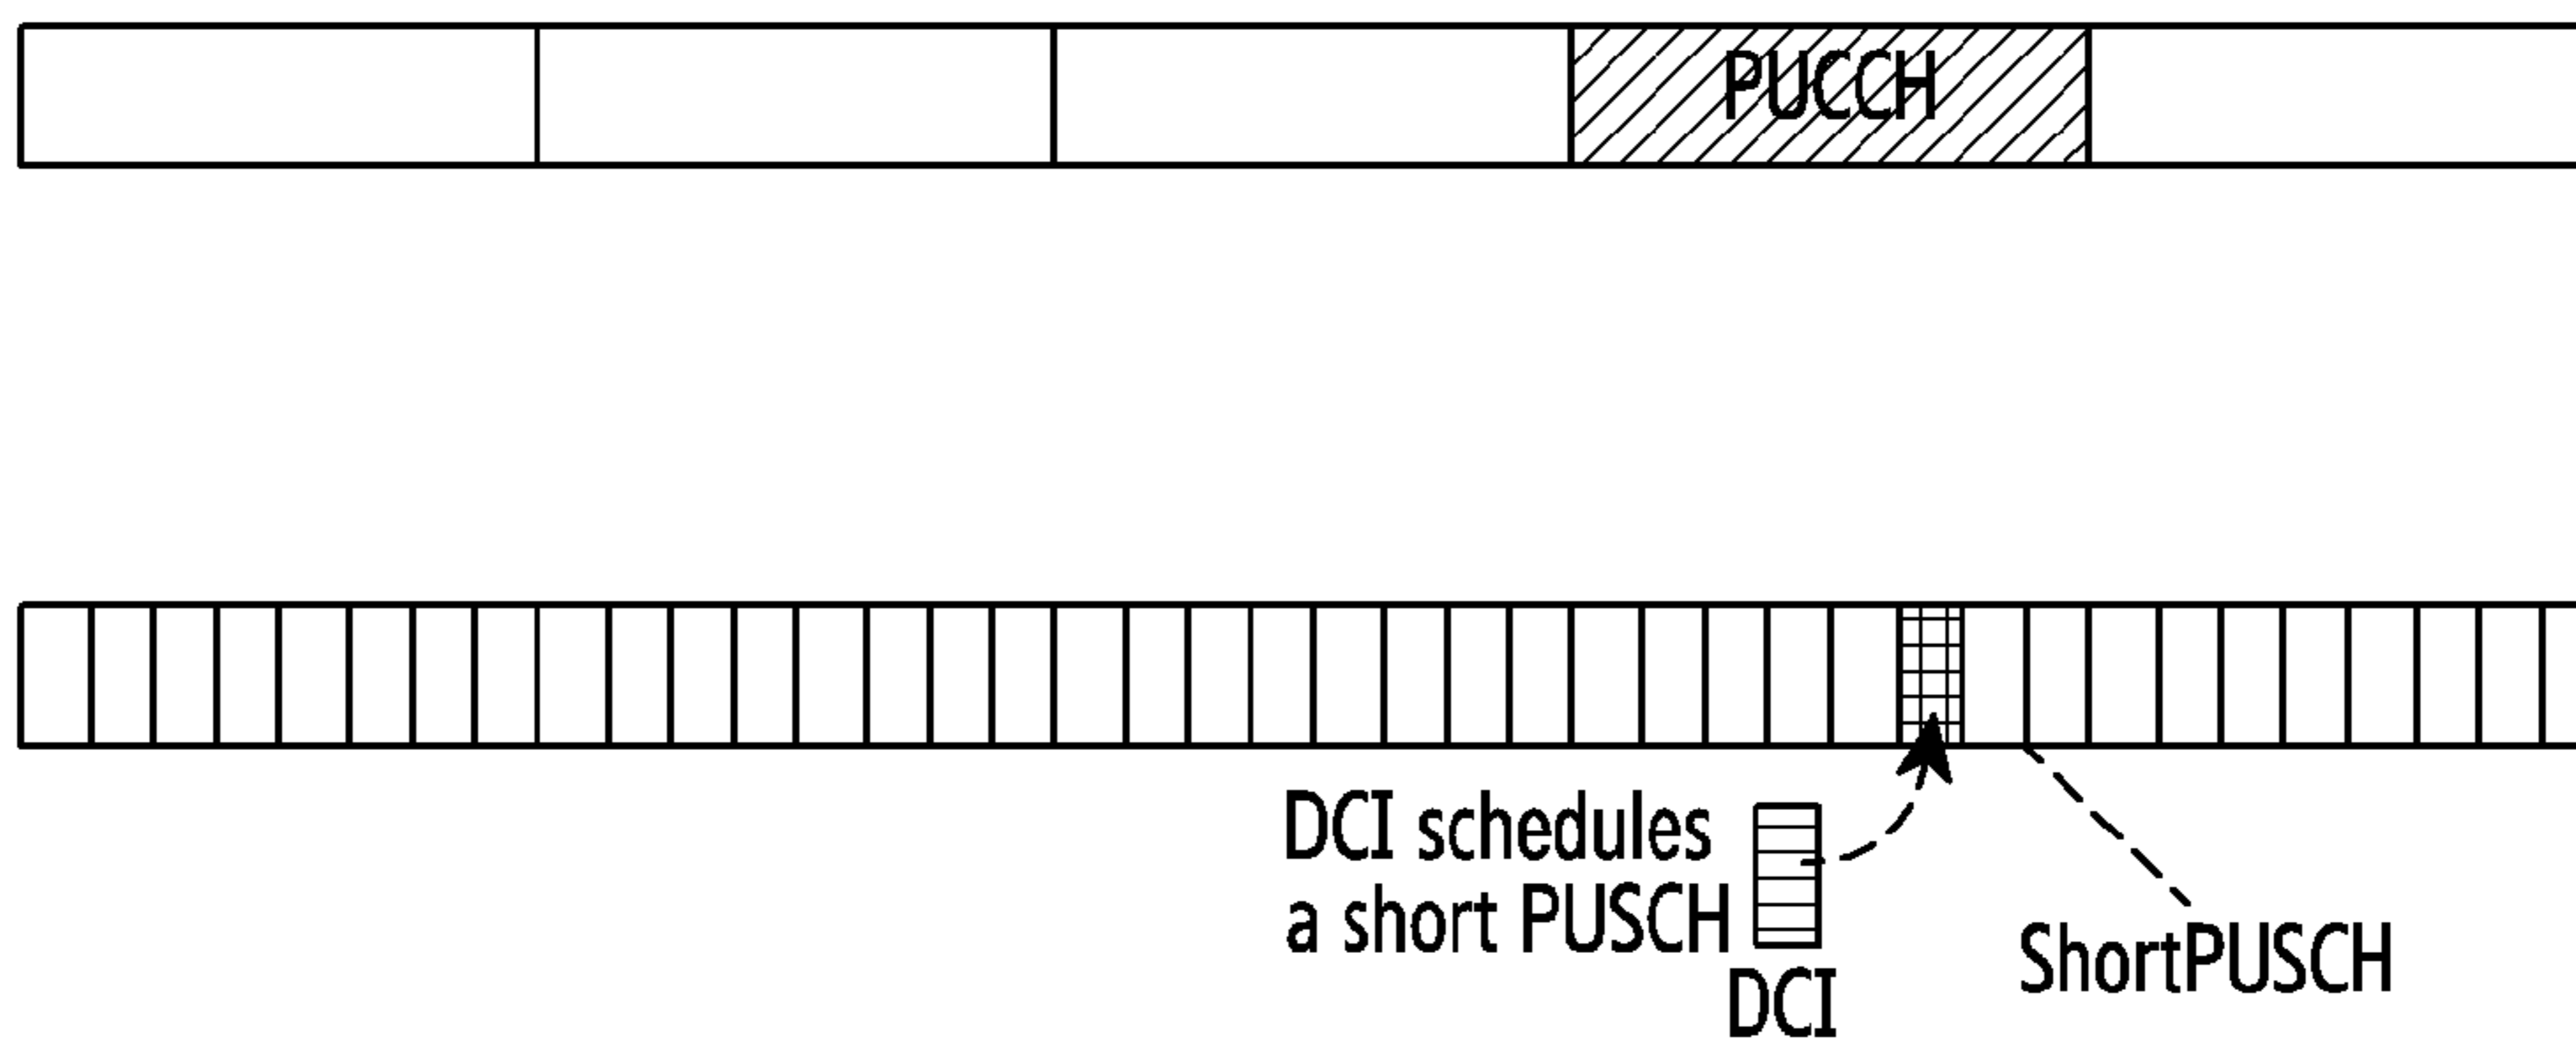 PUCCH
DCI schedules
a short PUSCH
DCI
ShortPUSCH